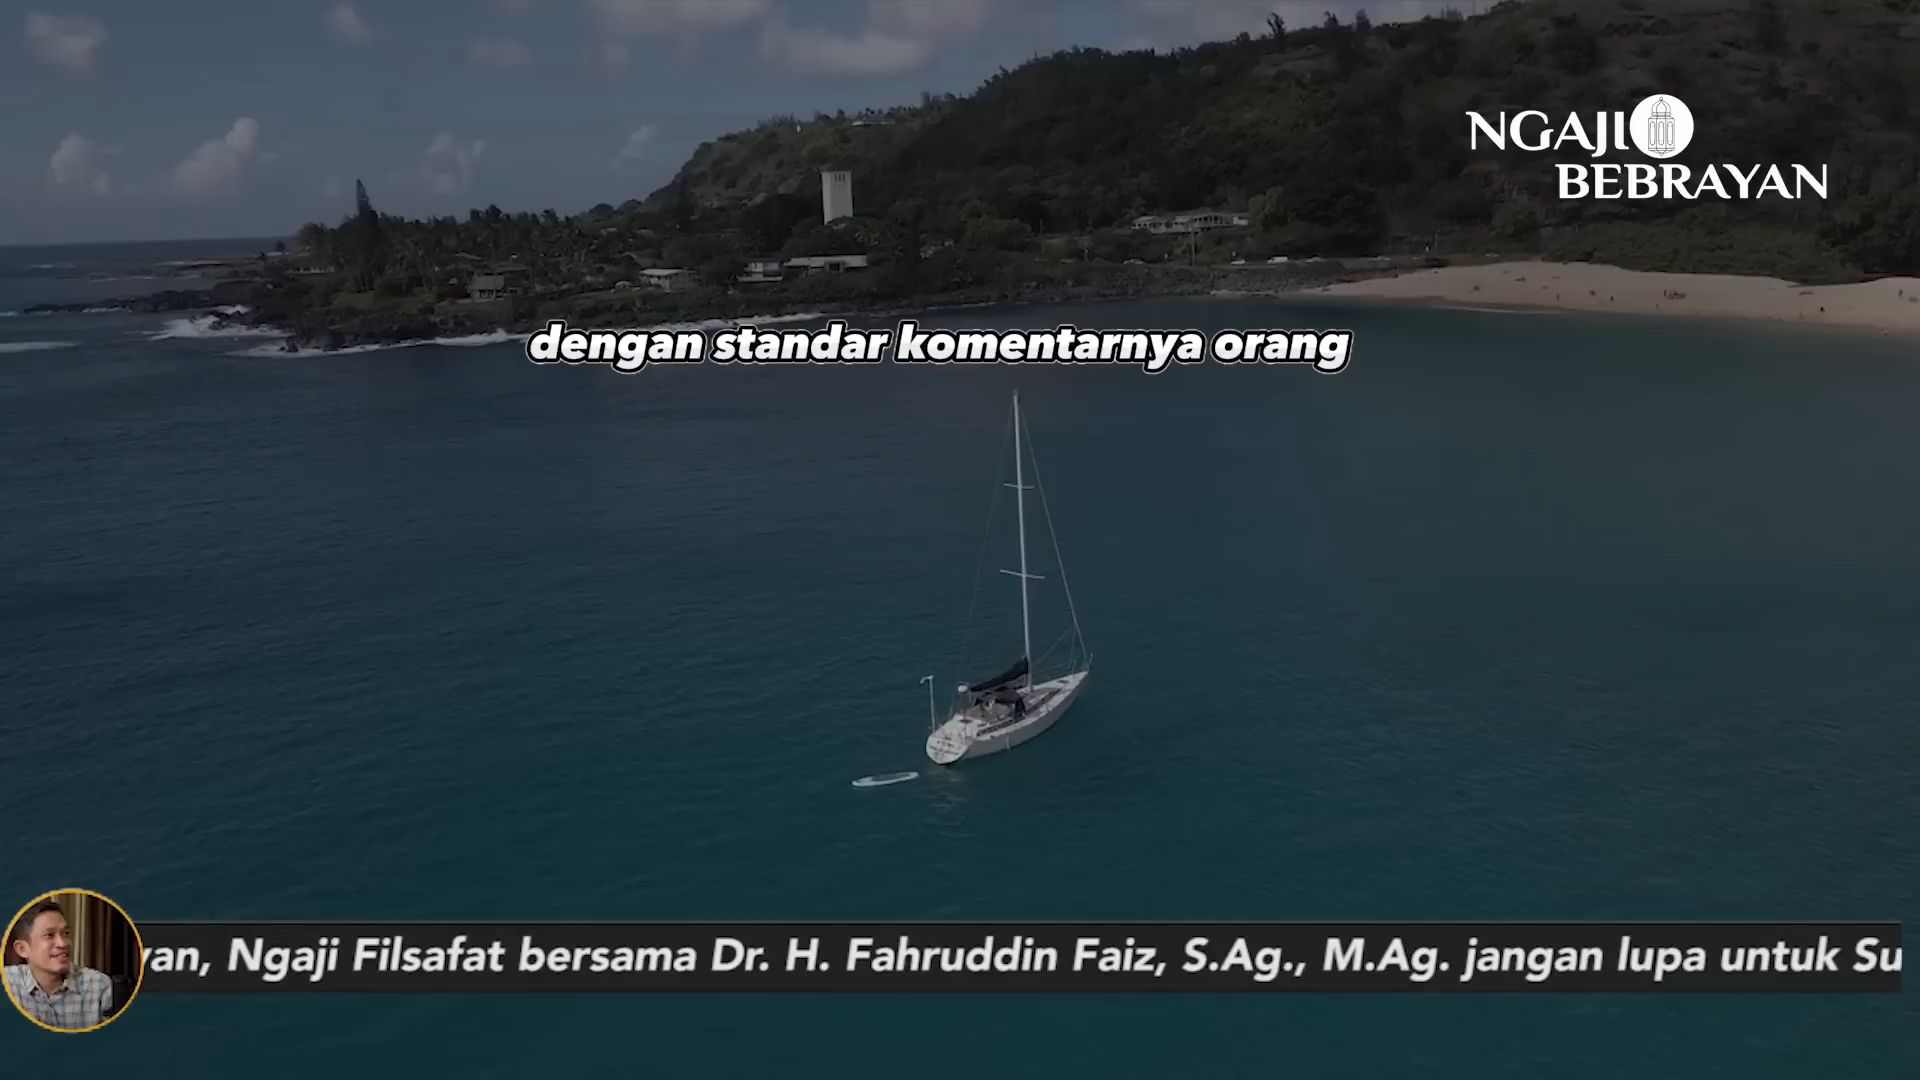 NGAJI
BEBRAYAN
dengan standar komentarnya orang
yan, Ngaji Filsafat bersama Dr. H. Fahruddin Faiz, S.Ag., M.Ag. jangan lupa untuk Su